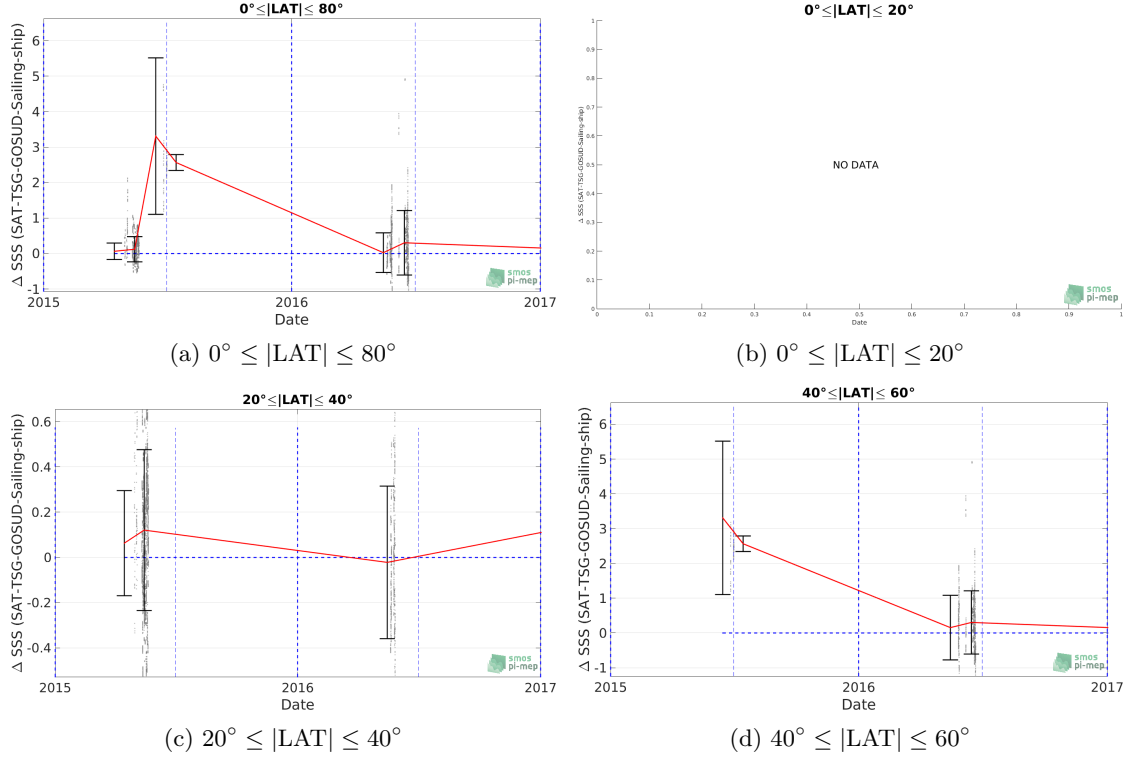 0°≤|LAT|≤ 80°
Δ SSS (SAT-TSG-GOSUD-Sailing-ship)
6
5
4
3
2
1
0
-1
2015 2016 2017
Date
smos
pi-mep
(a) 0° ≤ |LAT| ≤ 80°
0°≤|LAT|≤ 20°
Δ SSS (SAT-TSG-GOSUD-Sailing-ship)
1
0.9
0.8
0.7
0.6
0.5
0.4
0.3
0.2
0.1
0
NO DATA
0 0.1 0.2 0.3 0.4 0.5 0.6 0.7 0.8 0.9 1
Date
smos
pi-mep
(b) 0° ≤ |LAT| ≤ 20°
20°≤|LAT|≤ 40°
Δ SSS (SAT-TSG-GOSUD-Sailing-ship)
0.6
0.4
0.2
0
-0.2
-0.4
2015 2016 2017
Date
smos
pi-mep
(c) 20° ≤ |LAT| ≤ 40°
40°≤|LAT|≤ 60°
Δ SSS (SAT-TSG-GOSUD-Sailing-ship)
6
5
4
3
2
1
0
-1
2015 2016 2017
Date
smos
pi-mep
(d) 40° ≤ |LAT| ≤ 60°